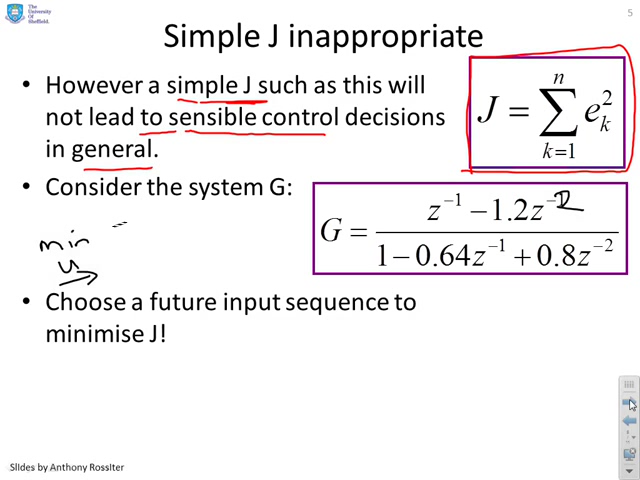 The
University
Of
Sheffield.
5
Simple J inappropriate
• However a simple J such as this will
not lead to sensible control decisions
in general.
J = ∑_{k=1}^{n} e_k^2
• Consider the system G:
G = (z^{-1} − 1.2z^{-2}) / (1 − 0.64z^{-1} + 0.8z^{-2})
min
u
• Choose a future input sequence to
minimise J!
Slides by Anthony Rossiter